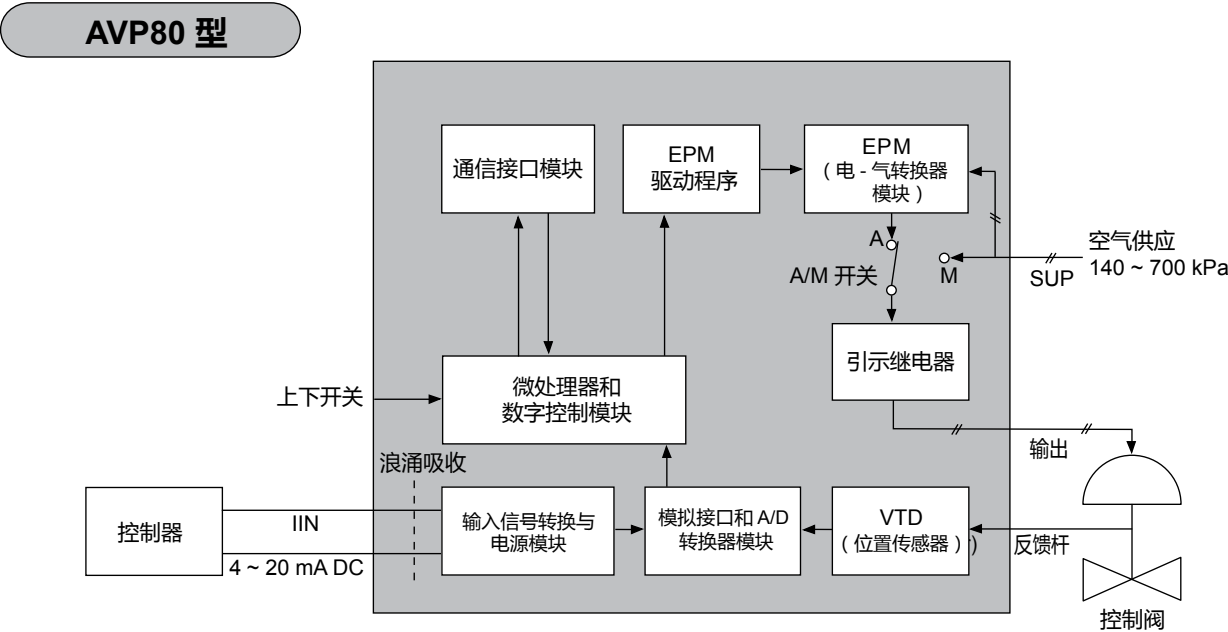 AVP80 型
通信接口模块
EPM
驱动程序
EPM
（电 - 气转换器
模块）
A
A/M 开关
M
SUP
空气供应
140 ~ 700 kPa
引示继电器
上下开关
微处理器和
数字控制模块
输出
浪涌吸收
控制器
IIN
4 ~ 20 mA DC
输入信号转换与
电源模块
模拟接口和 A/D
转换器模块
VTD
（位置传感器）)
反馈杆
控制阀